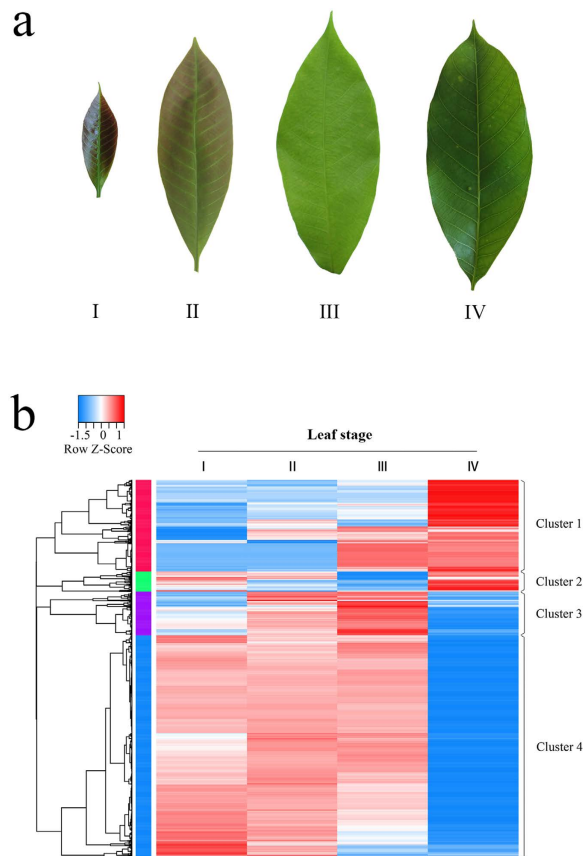 a
I II III IV
b
-1.5 0 1
Row Z-Score
Leaf stage
I II III IV
Cluster 1
Cluster 2
Cluster 3
Cluster 4